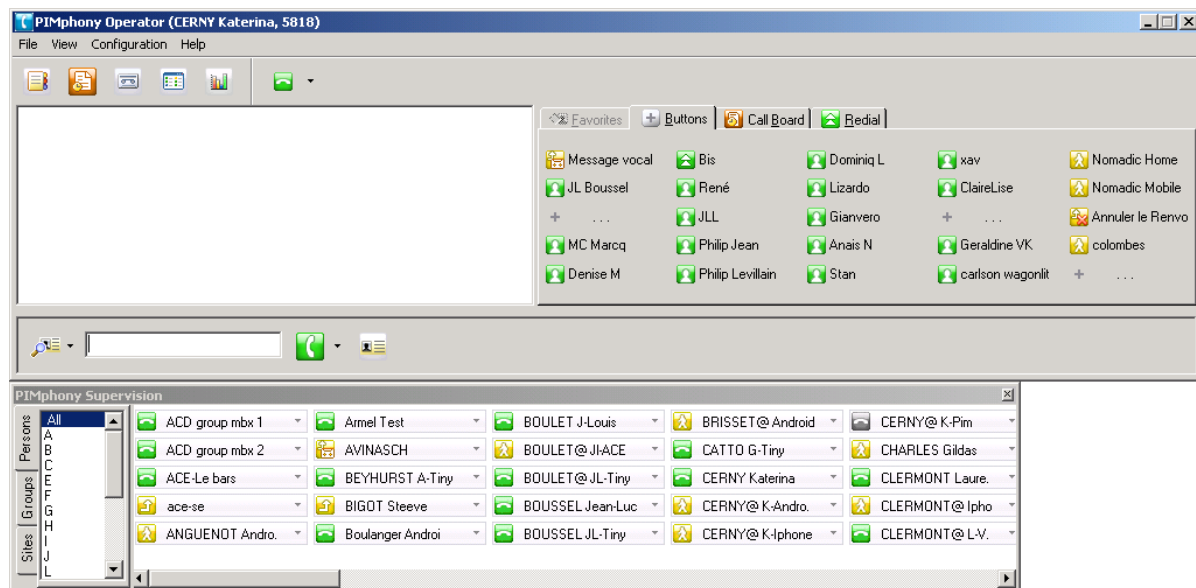 PIMphony Operator (CERNY Katerina, 5818)
File View Configuration Help
Favorites Buttons Call Board Redial
Message vocal Bis Dominiq L xav Nomadic Home
JL Boussel René Lizardo ClaireLise Nomadic Mobile
+ ... JLL Gianvero + ... Annuler le Renvo
MC Marcq Philip Jean Anais N Geraldine VK colombes
Denise M Philip Levillain Stan carlson wagonlit + ...
PIMphony Supervision
Persons
Groups
Sites
All
A
B
C
E
F
G
H
I
J
L
ACD group mbx 1 Armel Test BOULET J-Louis BRISSET@ Android CERNY@ K-Pim
ACD group mbx 2 AVINASCH BOULET@ JI-ACE CATTO G-Tiny CHARLES Gildas
ACE-Le bars BEYHURST A-Tiny BOULET@ JL-Tiny CERNY Katerina CLERMONT Laure.
ace-se BIGOT Steeve BOUSSEL Jean-Luc CERNY@ K-Andro. CLERMONT@ Ipho
ANGUENOT Andro. Boulanger Androi BOUSSEL JL-Tiny CERNY@ K-Iphone CLERMONT@ L-V.